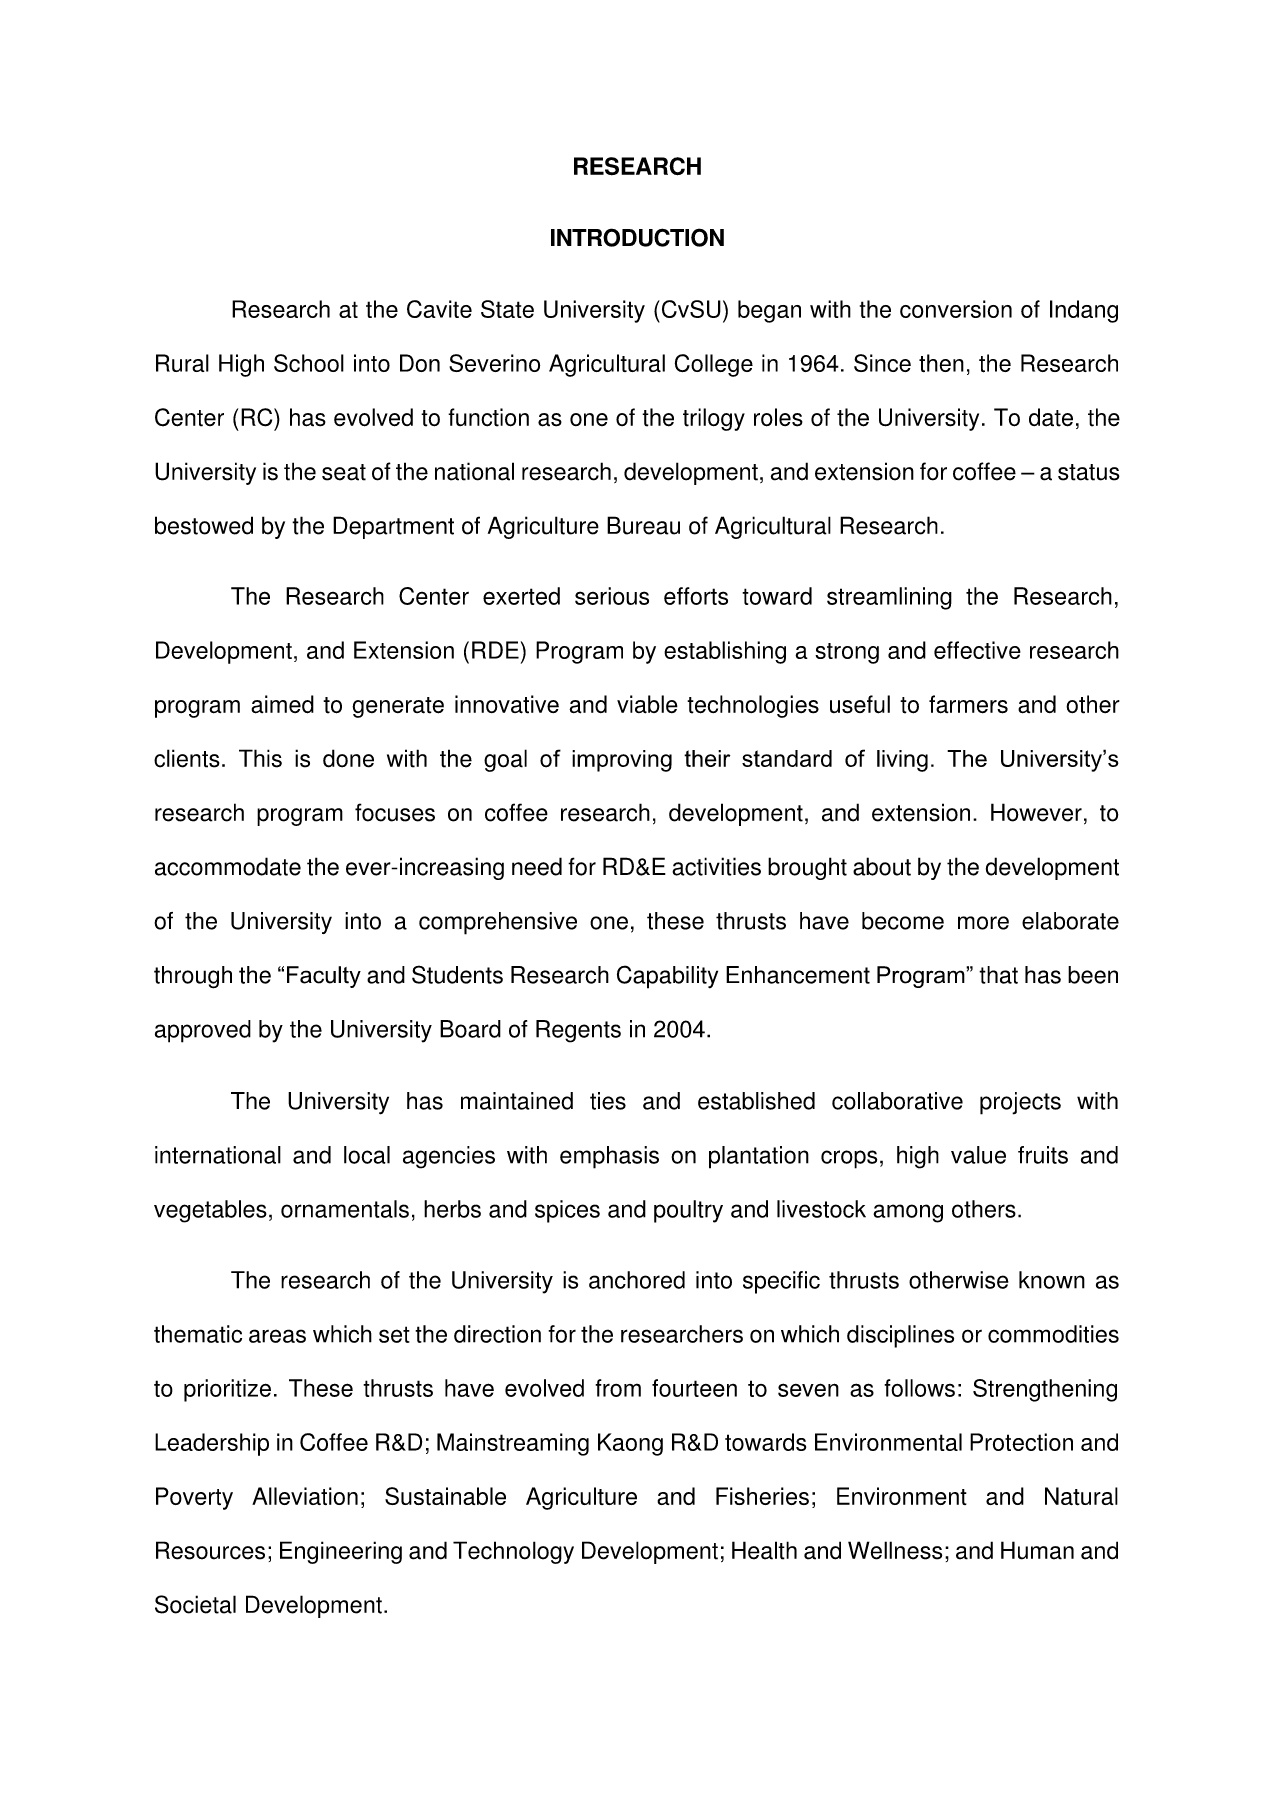 RESEARCH
INTRODUCTION
Research at the Cavite State University (CvSU) began with the conversion of Indang
Rural High School into Don Severino Agricultural College in 1964. Since then, the Research
Center (RC) has evolved to function as one of the trilogy roles of the University. To date, the
University is the seat of the national research, development, and extension for coffee – a status
bestowed by the Department of Agriculture Bureau of Agricultural Research.
The Research Center exerted serious efforts toward streamlining the Research,
Development, and Extension (RDE) Program by establishing a strong and effective research
program aimed to generate innovative and viable technologies useful to farmers and other
clients. This is done with the goal of improving their standard of living. The University’s
research program focuses on coffee research, development, and extension. However, to
accommodate the ever-increasing need for RD&E activities brought about by the development
of the University into a comprehensive one, these thrusts have become more elaborate
through the “Faculty and Students Research Capability Enhancement Program” that has been
approved by the University Board of Regents in 2004.
The University has maintained ties and established collaborative projects with
international and local agencies with emphasis on plantation crops, high value fruits and
vegetables, ornamentals, herbs and spices and poultry and livestock among others.
The research of the University is anchored into specific thrusts otherwise known as
thematic areas which set the direction for the researchers on which disciplines or commodities
to prioritize. These thrusts have evolved from fourteen to seven as follows: Strengthening
Leadership in Coffee R&D; Mainstreaming Kaong R&D towards Environmental Protection and
Poverty Alleviation; Sustainable Agriculture and Fisheries; Environment and Natural
Resources; Engineering and Technology Development; Health and Wellness; and Human and
Societal Development.